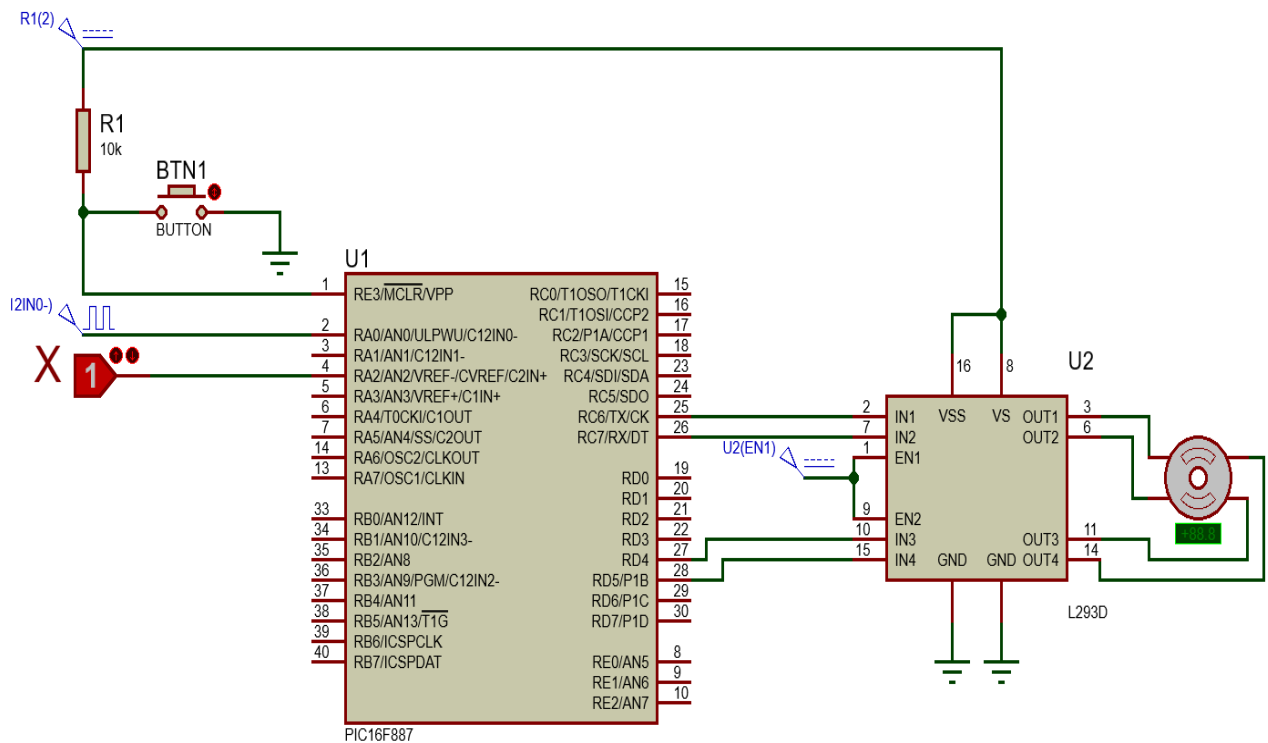 R1(2)
R1
10k
BTN1
BUTTON
U1
1 RE3/MCLR/VPP
I2IN0-)
2 RA0/AN0/ULPWU/C12IN0-
3 RA1/AN1/C12IN1-
X 1
4 RA2/AN2/VREF-/CVREF/C2IN+
5 RA3/AN3/VREF+/C1IN+
6 RA4/T0CKI/C1OUT
7 RA5/AN4/SS/C2OUT
14 RA6/OSC2/CLKOUT
13 RA7/OSC1/CLKIN
33 RB0/AN12/INT
34 RB1/AN10/C12IN3-
35 RB2/AN8
36 RB3/AN9/PGM/C12IN2-
37 RB4/AN11
38 RB5/AN13/T1G
39 RB6/ICSPCLK
40 RB7/ICSPDAT
RC0/T1OSO/T1CKI 15
RC1/T1OSI/CCP2 16
RC2/P1A/CCP1 17
RC3/SCK/SCL 18
RC4/SDI/SDA 23
RC5/SDO 24
RC6/TX/CK 25
RC7/RX/DT 26
RD0 19
RD1 20
RD2 21
RD3 22
RD4 27
RD5/P1B 28
RD6/P1C 29
RD7/P1D 30
RE0/AN5 8
RE1/AN6 9
RE2/AN7 10
PIC16F887
U2(EN1)
U2
16 8
VSS VS
2 IN1
7 IN2
1 EN1
9 EN2
10 IN3
15 IN4
OUT1 3
OUT2 6
OUT3 11
OUT4 14
GND GND
L293D
+88.8